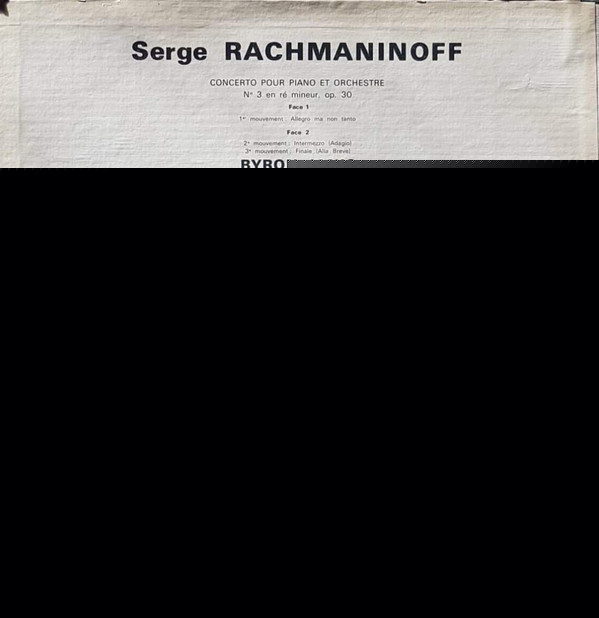 Serge RACHMANINOFF
CONCERTO POUR PIANO ET ORCHESTRE
N° 3 en ré mineur, op. 30
Face 1
1er mouvement : Allegro ma non tanto
Face 2
2e mouvement : Intermezzo (Adagio)
3e mouvement : Finale (Alla Breve)